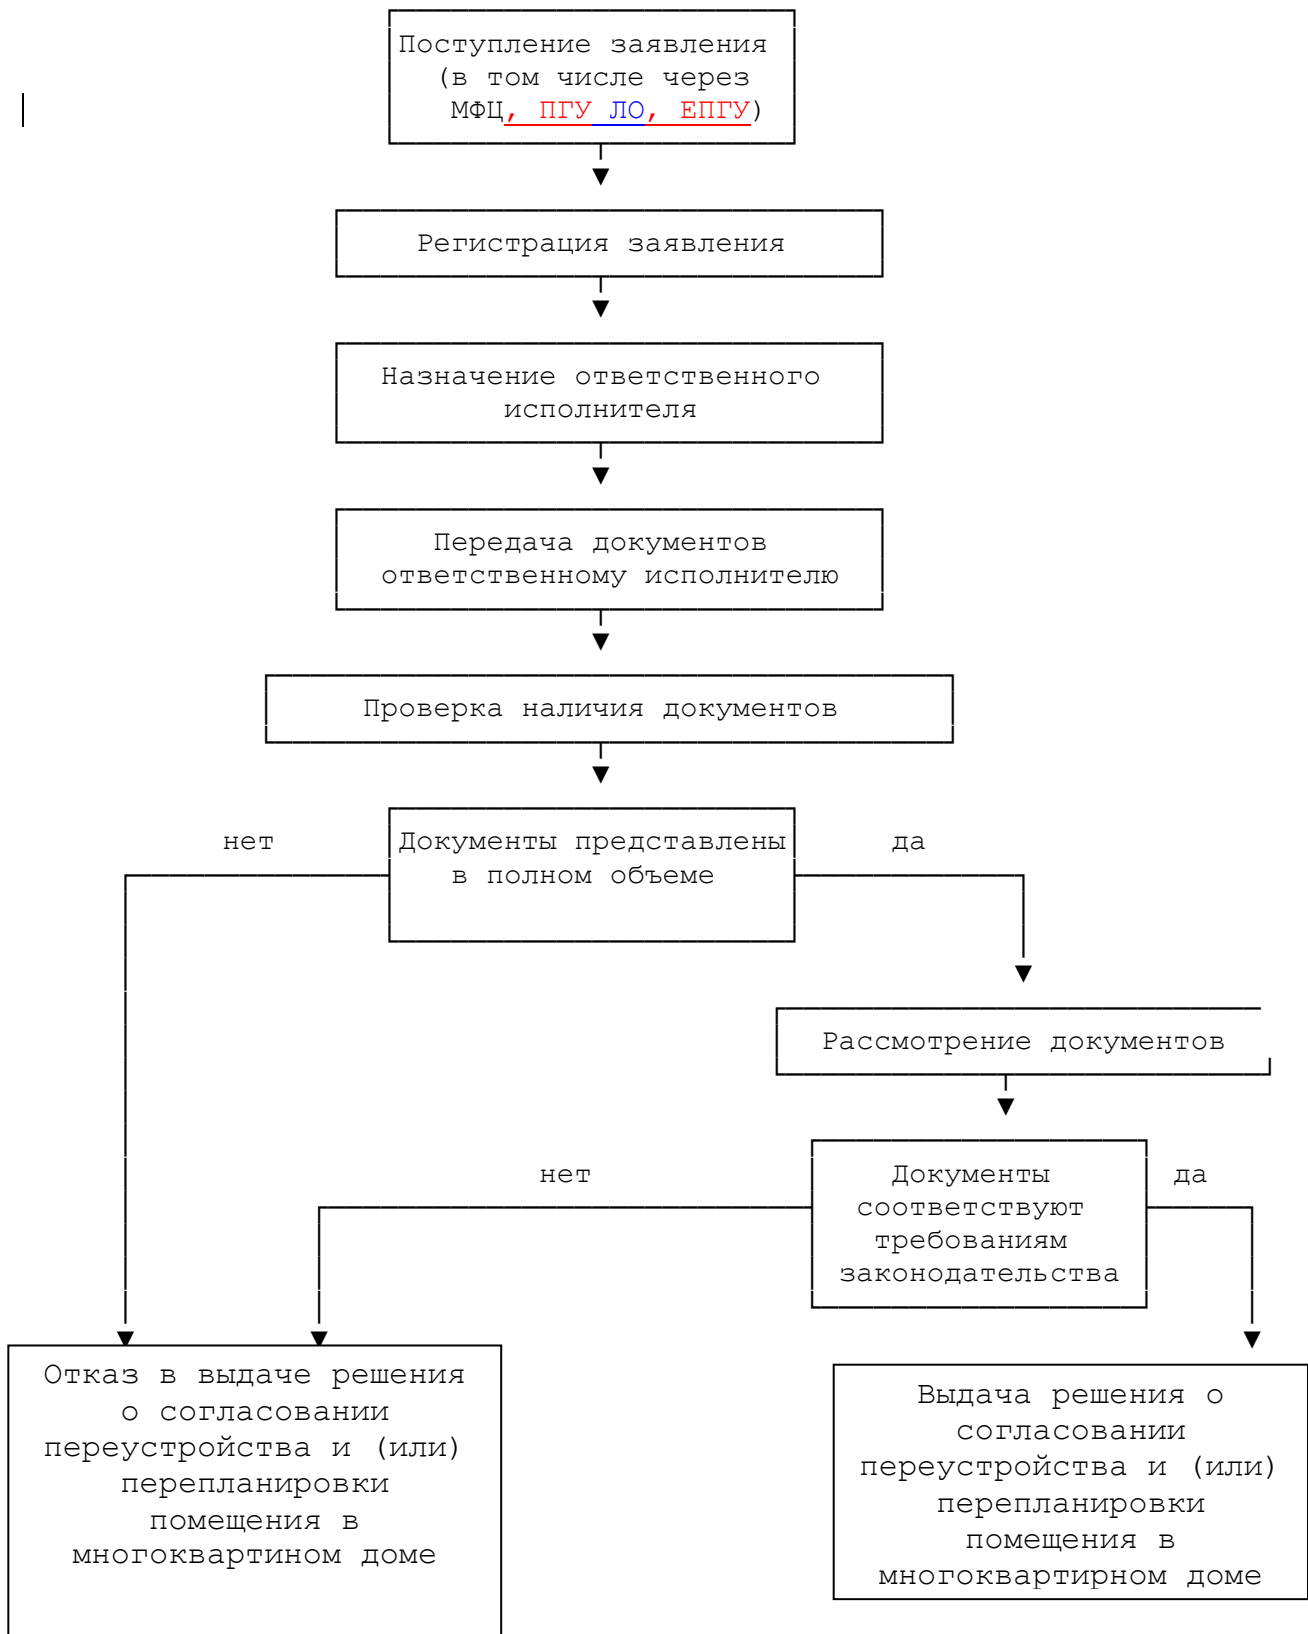 Поступление заявления
(в том числе через
МФЦ, ПГУ ЛО, ЕПГУ)
Регистрация заявления
Назначение ответственного
исполнителя
Передача документов
ответственному исполнителю
Проверка наличия документов
нет
Документы представлены
в полном объеме
да
Рассмотрение документов
нет
Документы
соответствуют
требованиям
законодательства
да
Отказ в выдаче решения
о согласовании
переустройства и (или)
перепланировки
помещения в
многоквартином доме
Выдача решения о
согласовании
переустройства и (или)
перепланировки
помещения в
многоквартирном доме